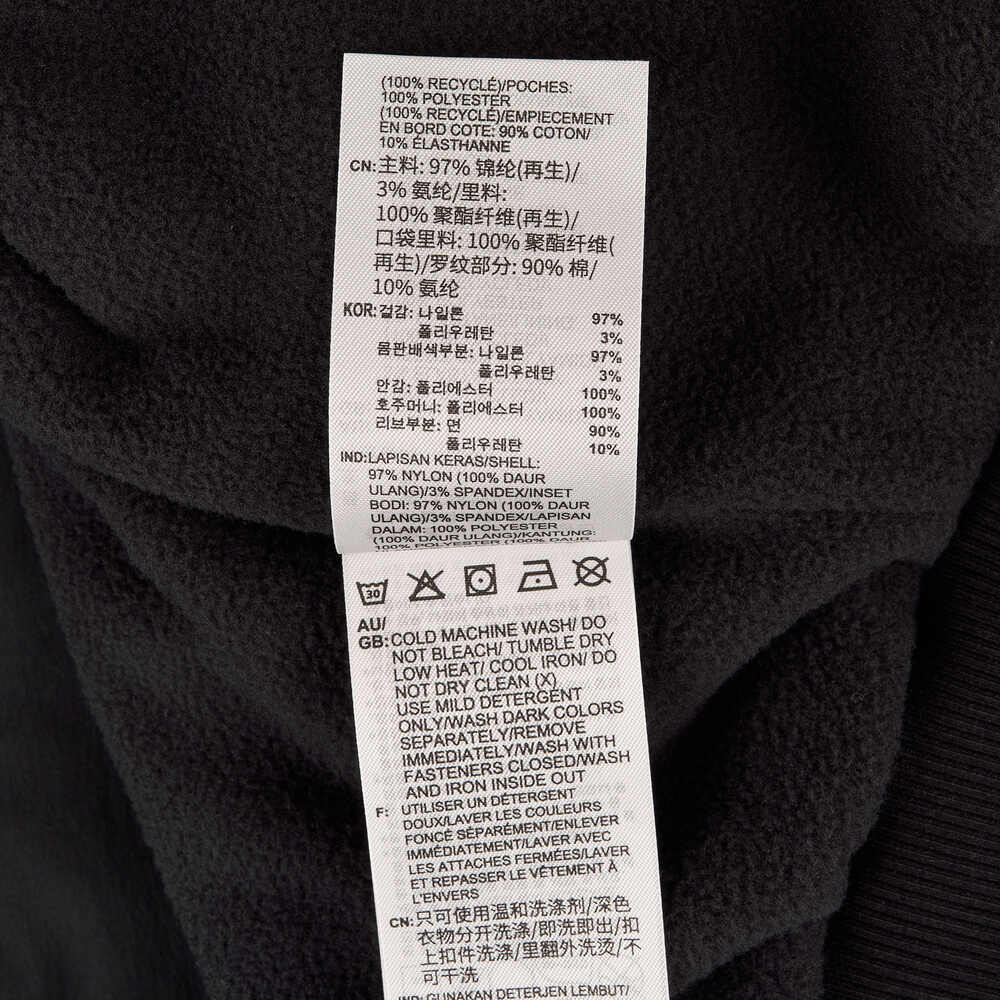 (100% RECYCLÉ)/POCHES:
100% POLYESTER
(100% RECYCLÉ)/EMPIECEMENT
EN BORD COTE: 90% COTON/
10% ÉLASTHANNE
CN:主料: 97% 锦纶(再生)/
3% 氨纶/里料:
100% 聚酯纤维(再生)/
口袋里料: 100% 聚酯纤维(
再生)/罗纹部分: 90% 棉/
10% 氨纶
KOR:겉감: 나일론 97%
폴리우레탄 3%
몸판배색부분: 나일론 97%
폴리우레탄 3%
안감: 폴리에스터 100%
호주머니: 폴리에스터 100%
리브부분: 면 90%
폴리우레탄 10%
IND:LAPISAN KERAS/SHELL:
97% NYLON (100% DAUR
ULANG)/3% SPANDEX/INSET
BODI: 97% NYLON (100% DAUR
ULANG)/3% SPANDEX/LAPISAN
DALAM: 100% POLYESTER
(100% DAUR ULANG)/KANTUNG:
100% POLYESTER (100% DAUR
30
AU/
GB:COLD MACHINE WASH/ DO
NOT BLEACH/ TUMBLE DRY
LOW HEAT/ COOL IRON/ DO
NOT DRY CLEAN (X)
USE MILD DETERGENT
ONLY/WASH DARK COLORS
SEPARATELY/REMOVE
IMMEDIATELY/WASH WITH
FASTENERS CLOSED/WASH
AND IRON INSIDE OUT
F: UTILISER UN DÉTERGENT
DOUX/LAVER LES COULEURS
FONCÉ SÉPARÉMENT/ENLEVER
IMMÉDIATEMENT/LAVER AVEC
LES ATTACHES FERMÉES/LAVER
ET REPASSER LE VÊTEMENT À
L'ENVERS
CN:只可使用温和洗涤剂/深色
衣物分开洗涤/即洗即出/扣
上扣件洗涤/里翻外洗烫/不
可干洗
IND:GUNAKAN DETERJEN LEMBUT/